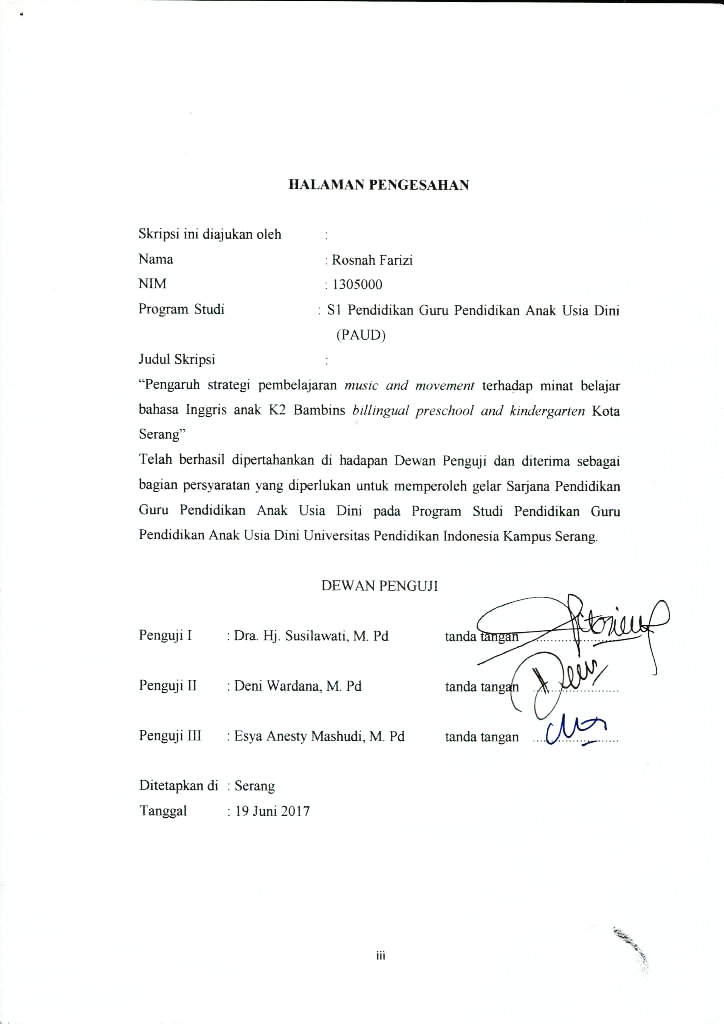 HALAMAN PENGESAHAN
Skripsi ini diajukan oleh :
Nama : Rosnah Farizi
NIM : 1305000
Program Studi : S1 Pendidikan Guru Pendidikan Anak Usia Dini
(PAUD)
Judul Skripsi :
“Pengaruh strategi pembelajaran music and movement terhadap minat belajar
bahasa Inggris anak K2 Bambins billingual preschool and kindergarten Kota
Serang”
Telah berhasil dipertahankan di hadapan Dewan Penguji dan diterima sebagai
bagian persyaratan yang diperlukan untuk memperoleh gelar Sarjana Pendidikan
Guru Pendidikan Anak Usia Dini pada Program Studi Pendidikan Guru
Pendidikan Anak Usia Dini Universitas Pendidikan Indonesia Kampus Serang.
DEWAN PENGUJI
Penguji I : Dra. Hj. Susilawati, M. Pd tanda tangan
Penguji II : Deni Wardana, M. Pd tanda tangan
Penguji III : Esya Anesty Mashudi, M. Pd tanda tangan
Ditetapkan di : Serang
Tanggal : 19 Juni 2017
iii